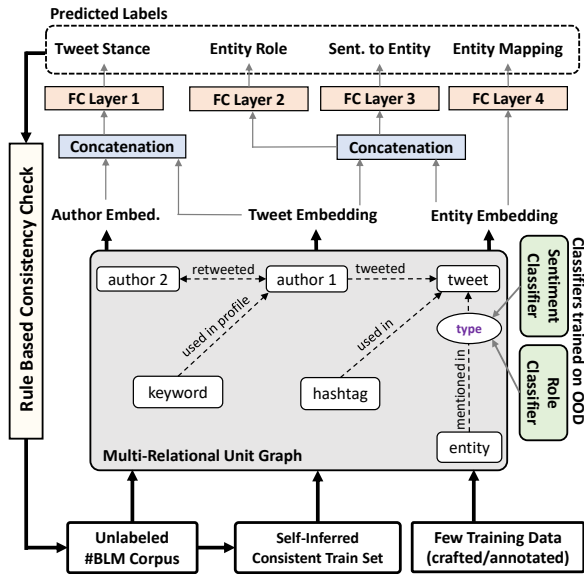 Predicted Labels
Tweet Stance
Entity Role
Sent. to Entity
Entity Mapping
FC Layer 1
FC Layer 2
FC Layer 3
FC Layer 4
Concatenation
Concatenation
Author Embed.
Tweet Embedding
Entity Embedding
Rule Based Consistency Check
author 2
retweeted
author 1
tweeted
tweet
used in profile
used in
type
keyword
hashtag
mentioned in
entity
Multi-Relational Unit Graph
Sentiment
Classifier
Role
Classifier
Classifiers trained on OOD
Unlabeled
#BLM Corpus
Self-Inferred
Consistent Train Set
Few Training Data
(crafted/annotated)